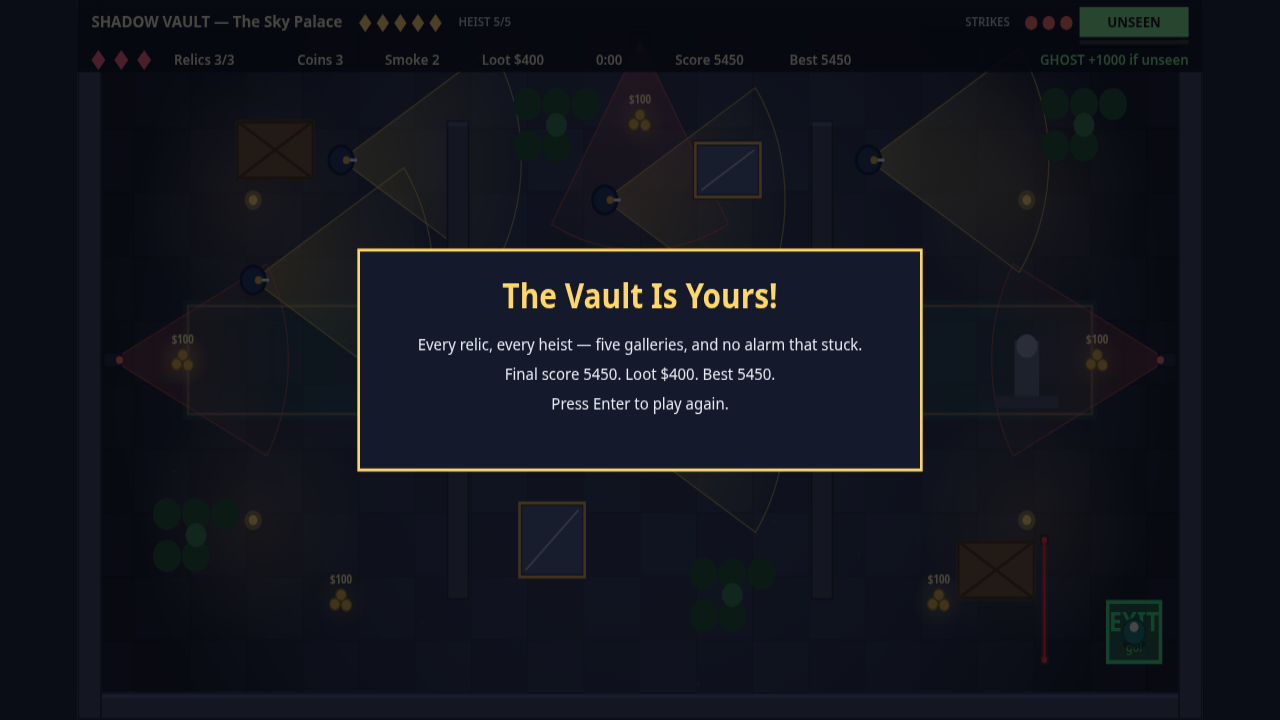 SHADOW VAULT — The Sky Palace
HEIST 5/5
STRIKES
UNSEEN
Relics 3/3
Coins 3
Smoke 2
Loot $400
0:00
Score 5450
Best 5450
GHOST +1000 if unseen
$100
The Vault Is Yours!
Every relic, every heist — five galleries, and no alarm that stuck.
Final score 5450. Loot $400. Best 5450.
Press Enter to play again.
$100
$100
$100
$100
EXIT
go!